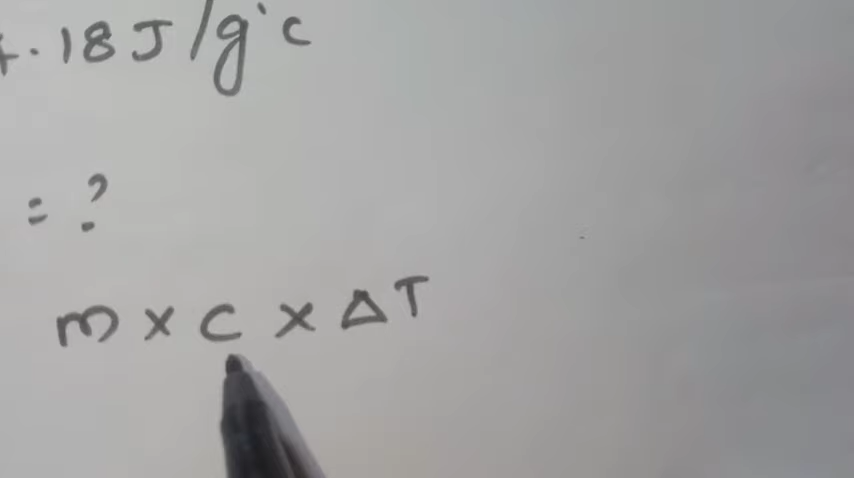 .18 J/g°c
= ?
m × c × ΔT